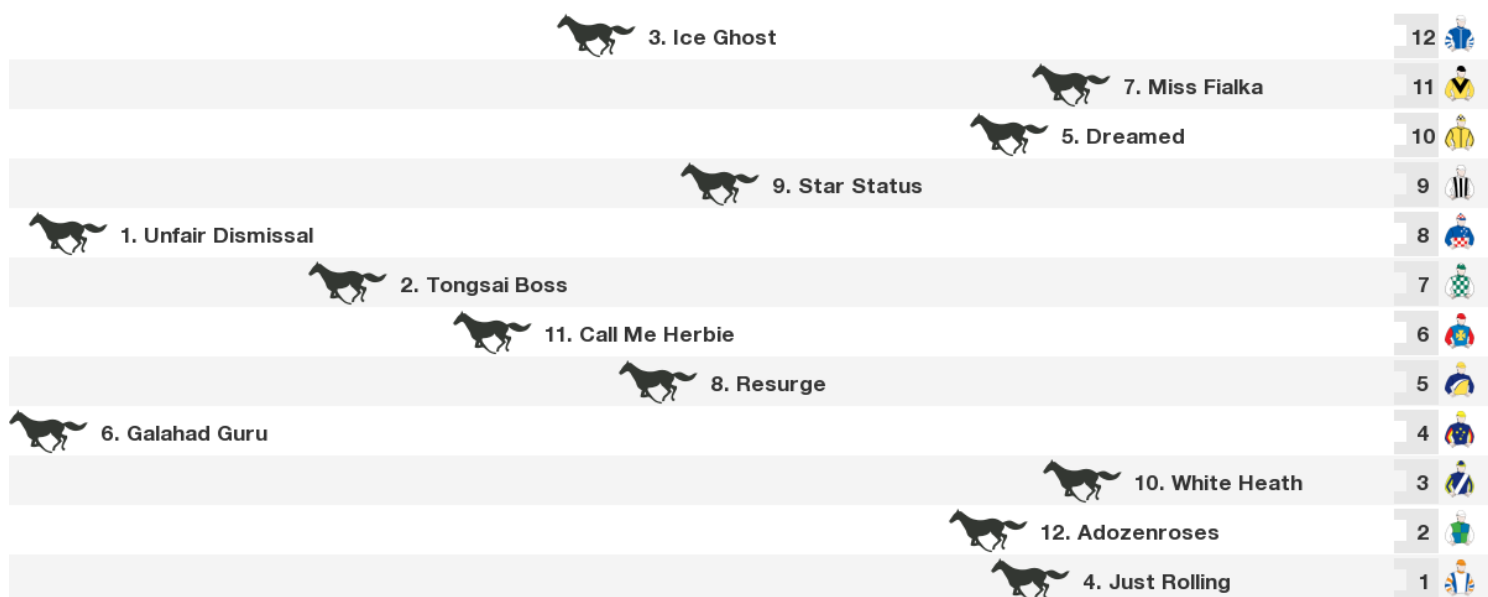 3. Ice Ghost 12
7. Miss Fialka 11
5. Dreamed 10
9. Star Status 9
1. Unfair Dismissal 8
2. Tongsai Boss 7
11. Call Me Herbie 6
8. Resurge 5
6. Galahad Guru 4
10. White Heath 3
12. Adozenroses 2
4. Just Rolling 1